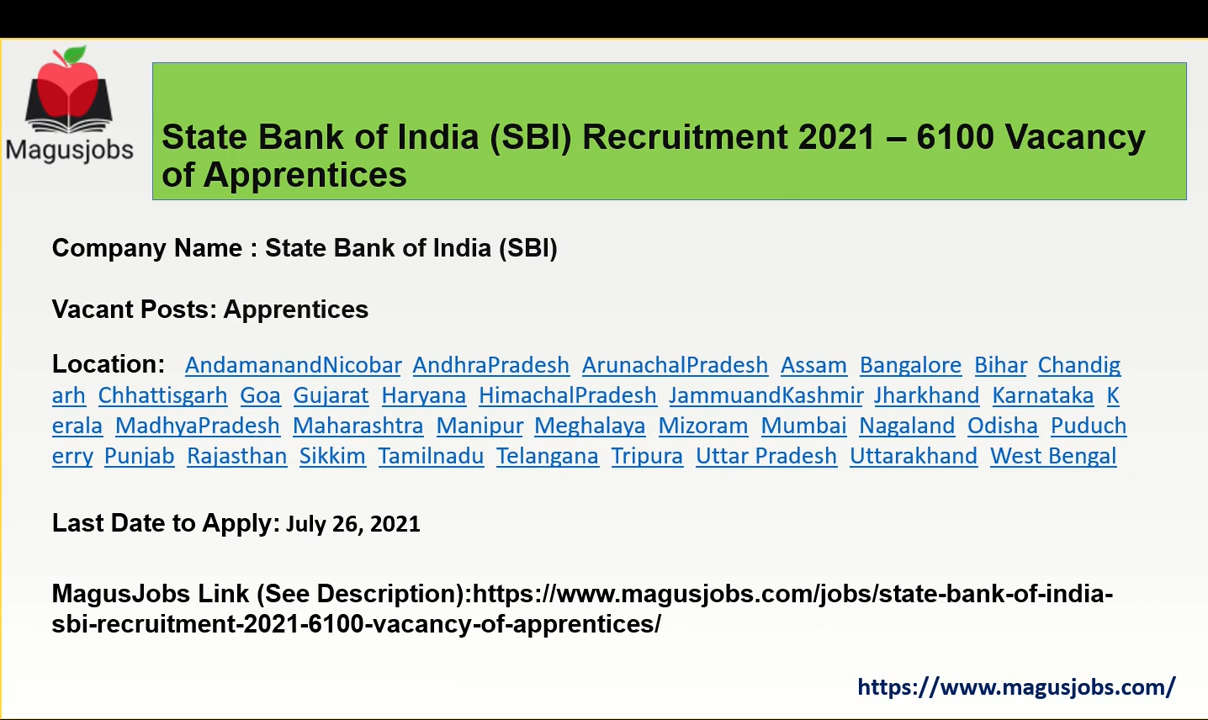 Magusjobs
State Bank of India (SBI) Recruitment 2021 – 6100 Vacancy
of Apprentices
Company Name : State Bank of India (SBI)
Vacant Posts: Apprentices
Location: AndamanandNicobar AndhraPradesh ArunachalPradesh Assam Bangalore Bihar Chandig
arh Chhattisgarh Goa Gujarat Haryana HimachalPradesh JammuandKashmir Jharkhand Karnataka K
erala MadhyaPradesh Maharashtra Manipur Meghalaya Mizoram Mumbai Nagaland Odisha Puduch
erry Punjab Rajasthan Sikkim Tamilnadu Telangana Tripura Uttar Pradesh Uttarakhand West Bengal
Last Date to Apply: July 26, 2021
MagusJobs Link (See Description):https://www.magusjobs.com/jobs/state-bank-of-india-
sbi-recruitment-2021-6100-vacancy-of-apprentices/
https://www.magusjobs.com/